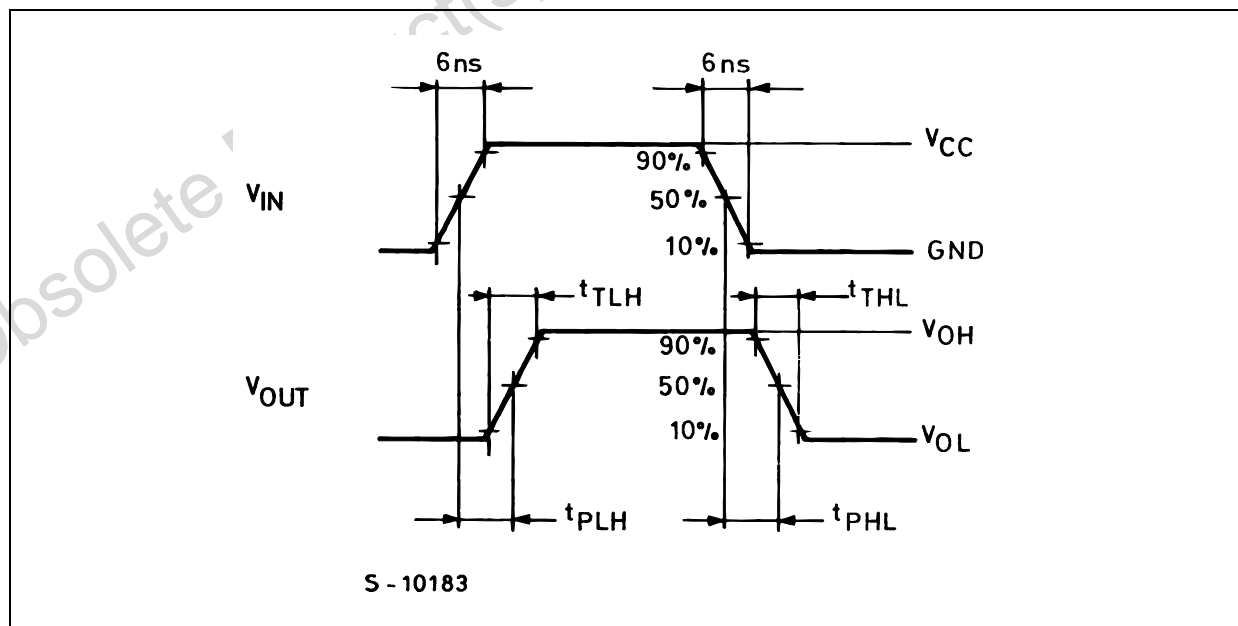 6ns 6ns
VCC
90%
VIN 50%
10% GND
tTLH tTHL
VOH
90%
VOUT 50%
10% VOL
tPLH tPHL
S-10183
obsolete